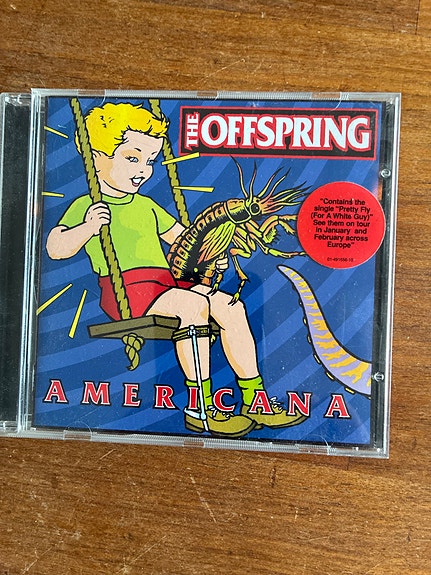 THE OFFSPRING
"Contains the
single "Pretty Fly
(For A White Guy)"
See them on tour
in January and
February across
Europe"
AMERICANA